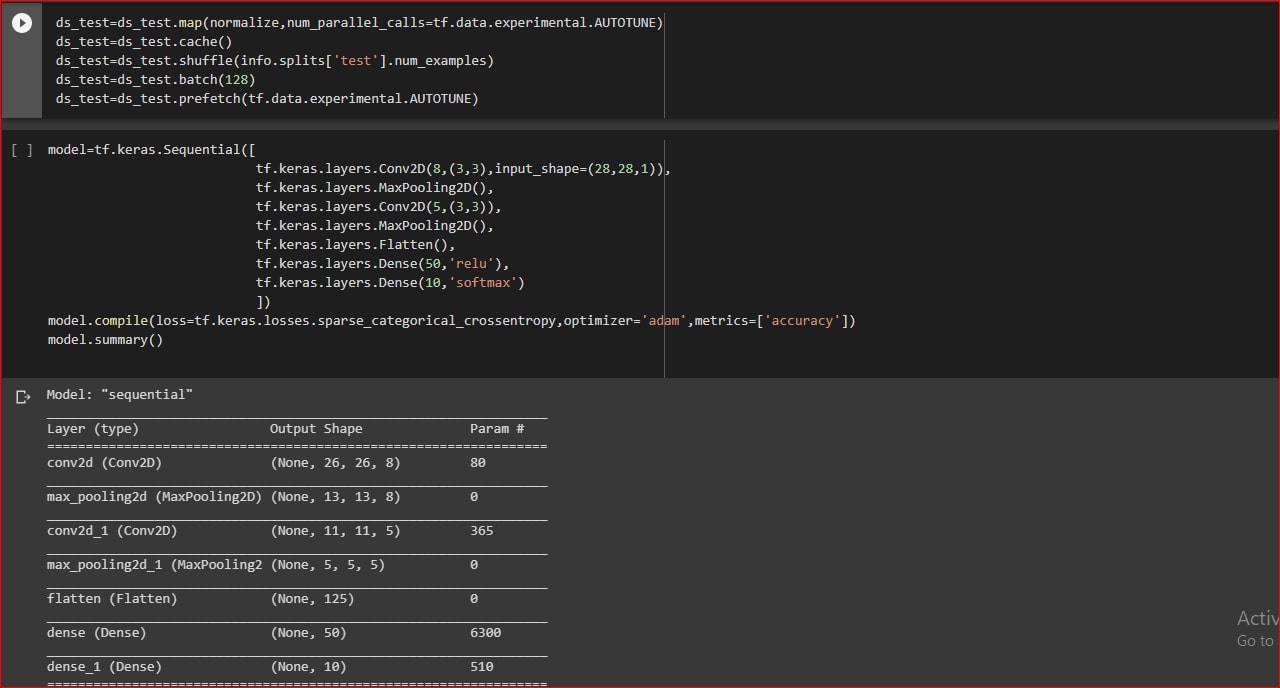 ds_test=ds_test.map(normalize,num_parallel_calls=tf.data.experimental.AUTOTUNE)
ds_test=ds_test.cache()
ds_test=ds_test.shuffle(info.splits['test'].num_examples)
ds_test=ds_test.batch(128)
ds_test=ds_test.prefetch(tf.data.experimental.AUTOTUNE)
[ ] model=tf.keras.Sequential([
tf.keras.layers.Conv2D(8,(3,3),input_shape=(28,28,1)),
tf.keras.layers.MaxPooling2D(),
tf.keras.layers.Conv2D(5,(3,3)),
tf.keras.layers.MaxPooling2D(),
tf.keras.layers.Flatten(),
tf.keras.layers.Dense(50,'relu'),
tf.keras.layers.Dense(10,'softmax')
])
model.compile(loss=tf.keras.losses.sparse_categorical_crossentropy,optimizer='adam',metrics=['accuracy'])
model.summary()
Model: "sequential"
_________________________________________________________________
Layer (type) Output Shape Param #
=================================================================
conv2d (Conv2D) (None, 26, 26, 8) 80
_________________________________________________________________
max_pooling2d (MaxPooling2D) (None, 13, 13, 8) 0
_________________________________________________________________
conv2d_1 (Conv2D) (None, 11, 11, 5) 365
_________________________________________________________________
max_pooling2d_1 (MaxPooling2 (None, 5, 5, 5) 0
_________________________________________________________________
flatten (Flatten) (None, 125) 0
_________________________________________________________________
dense (Dense) (None, 50) 6300
_________________________________________________________________
dense_1 (Dense) (None, 10) 510
=================================================================
Activ
Go to